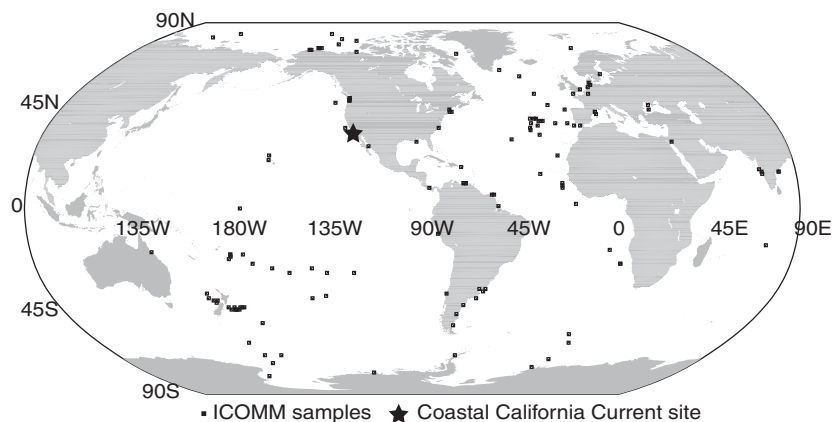 90N
45N
0
135W 180W 135W 90W 45W 0 45E 90E
45S
90S
ICOMM samples Coastal California Current site